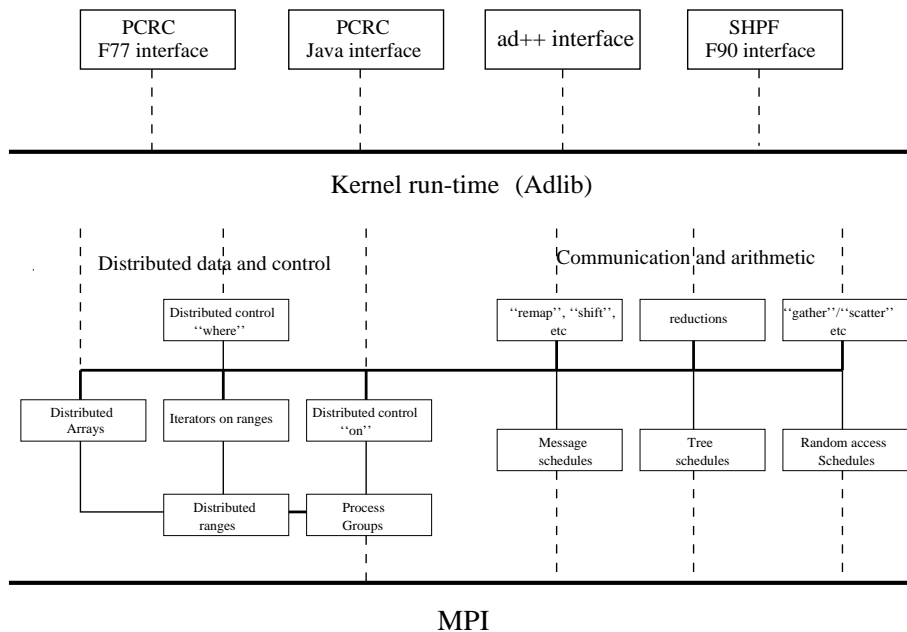 PCRC
F77 interface
PCRC
Java interface
ad++ interface
SHPF
F90 interface
Kernel run-time (Adlib)
Distributed data and control
Communication and arithmetic
Distributed control
‘‘where’’
‘‘remap’’, ‘‘shift’’,
etc
reductions
‘‘gather’’/‘‘scatter’’
etc
Distributed
Arrays
Iterators on ranges
Distributed control
‘‘on’’
Message
schedules
Tree
schedules
Random access
Schedules
Distributed
ranges
Process
Groups
MPI